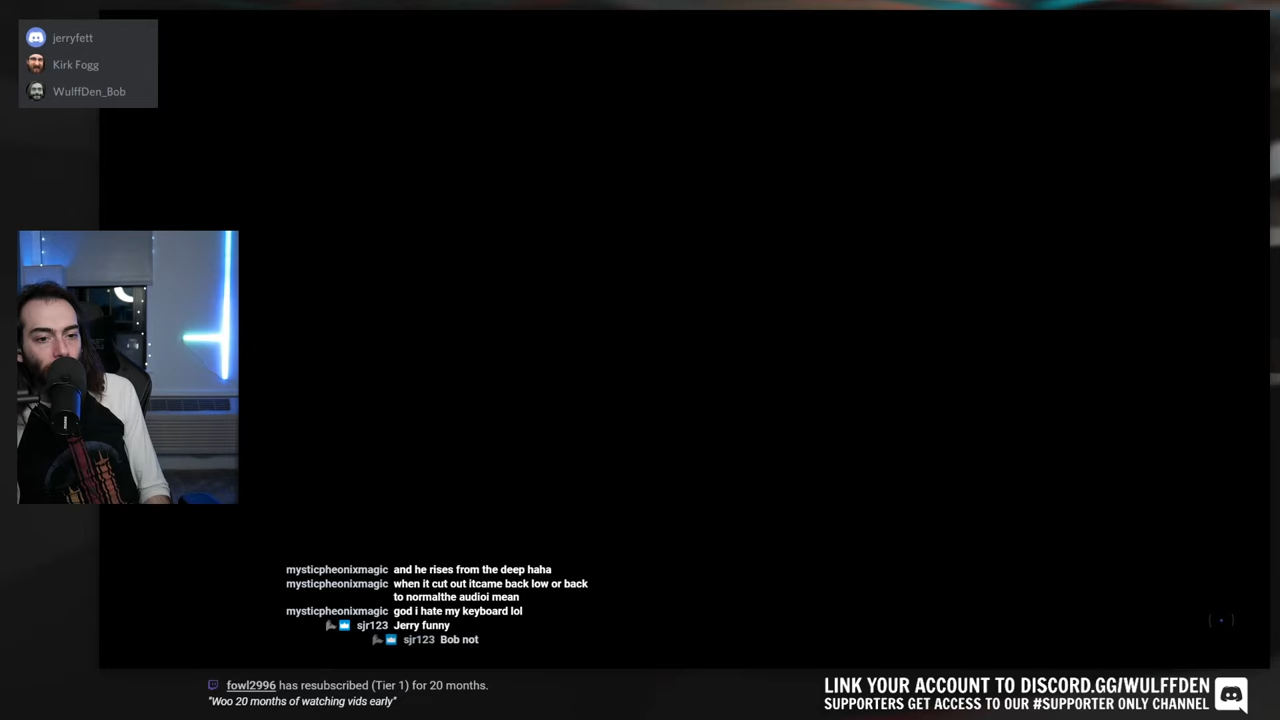 jerryfett
Kirk Fogg
WulffDen_Bob
mysticpheonixmagic and he rises from the deep haha
mysticpheonixmagic when it cut out itcame back low or back
to normalthe audioi mean
mysticpheonixmagic god i hate my keyboard lol
sjr123 Jerry funny
sjr123 Bob not
fowl2996 has resubscribed (Tier 1) for 20 months.
"Woo 20 months of watching vids early"
LINK YOUR ACCOUNT TO DISCORD.GG/WULFFDEN
SUPPORTERS GET ACCESS TO OUR #SUPPORTER ONLY CHANNEL